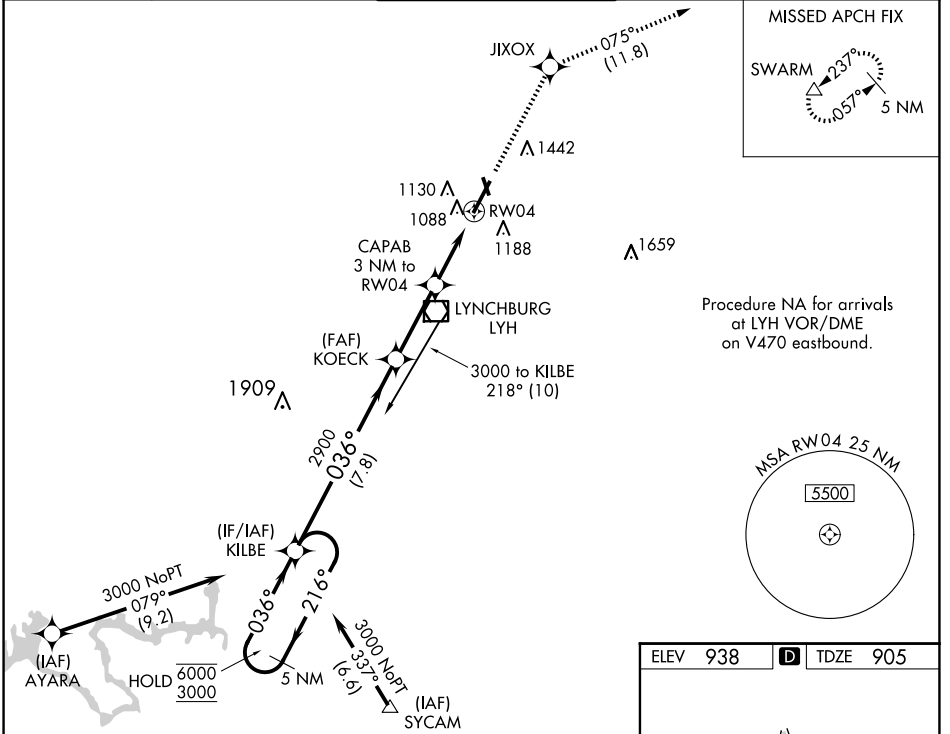 MISSED APCH FIX
SWARM
237°
057°
5 NM
JIXOX
075°
(11.8)
1442
1130
1088
RW04
1188
1659
CAPAB
3 NM to
RW04
LYNCHBURG
LYH
Procedure NA for arrivals
at LYH VOR/DME
on V470 eastbound.
(FAF)
KOECK
3000 to KILBE
218° (10)
1909
2900
036°
(7.8)
MSA RW04 25 NM
5500
(IF/IAF)
KILBE
3000 NoPT
079°
(9.2)
036°
216°
(IAF)
AYARA
HOLD
6000
3000
5 NM
3000 NoPT
337°
(6.6)
(IAF)
SYCAM
ELEV 938 D TDZE 905